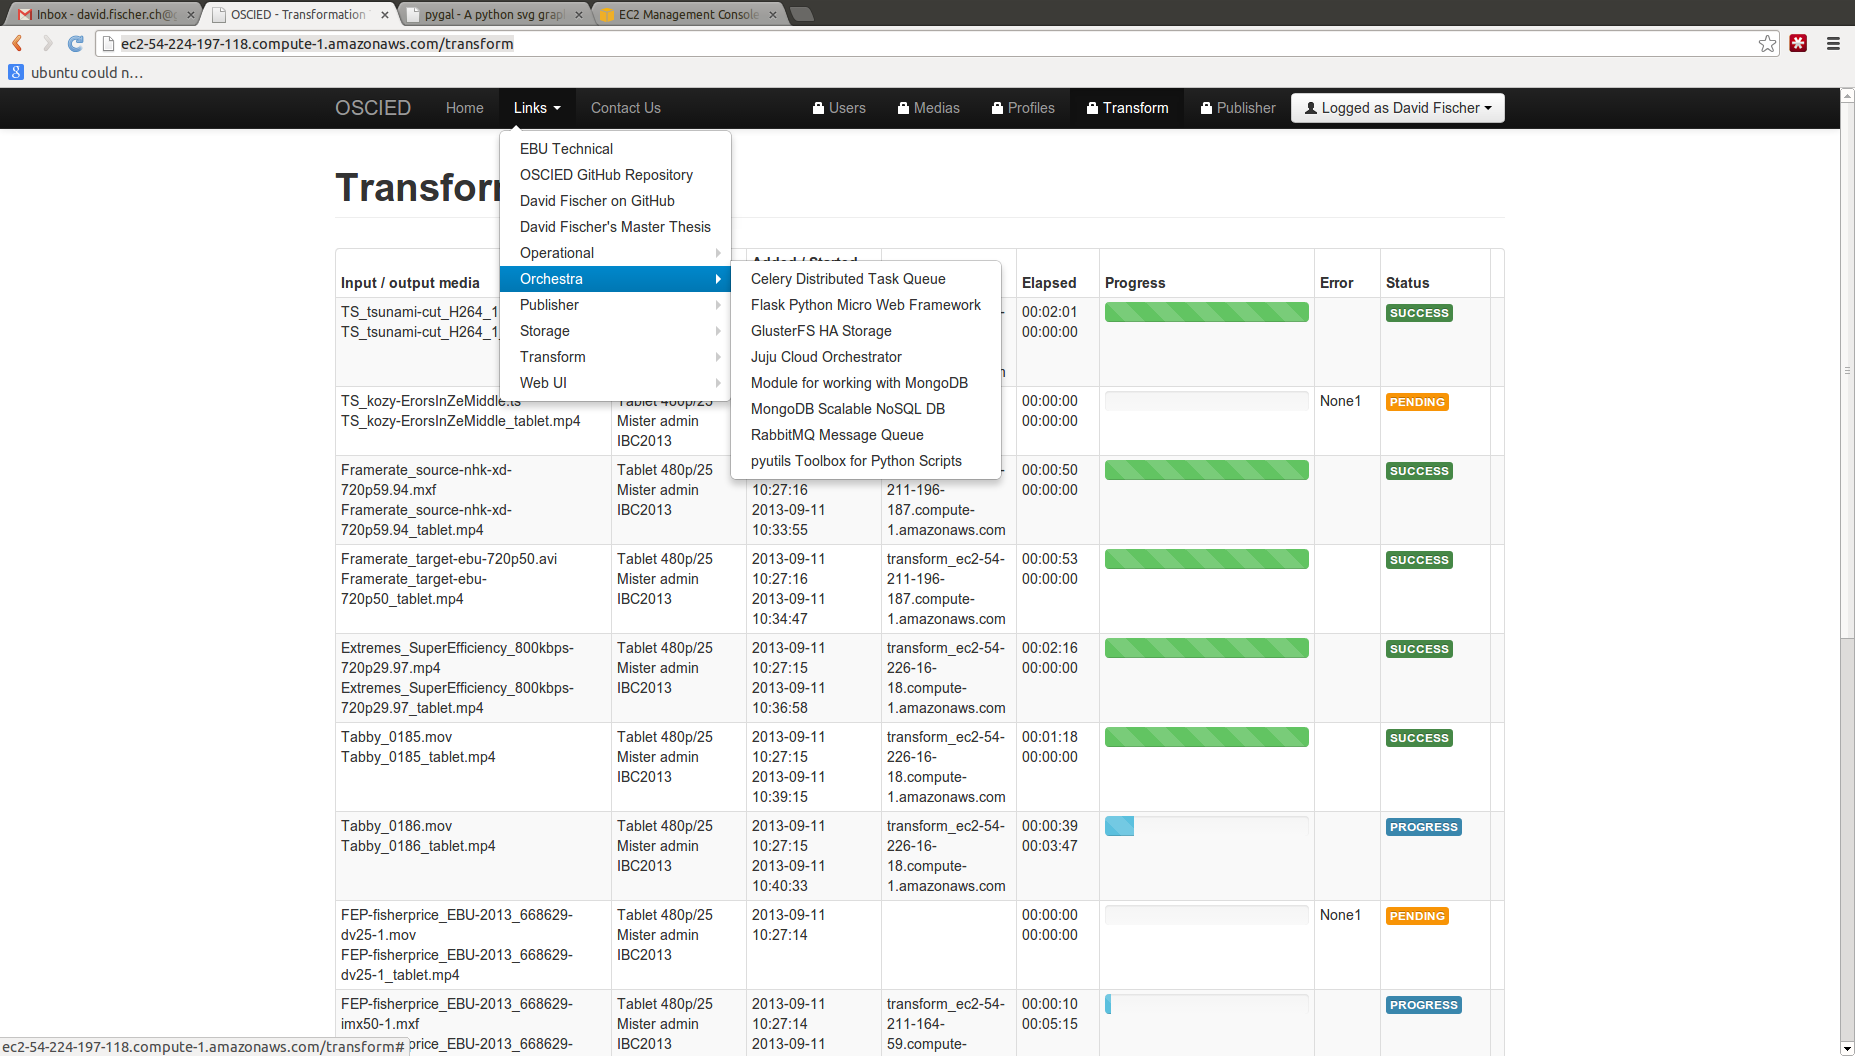 Inbox - david.fischer.ch@g
OSCIED - Transformation
pygal - A python svg grap
EC2 Management Console
ec2-54-224-197-118.compute-1.amazonaws.com/transform
ubuntu could n...
OSCIED
Home
Links
Contact Us
Users
Medias
Profiles
Transform
Publisher
Logged as David Fischer
EBU Technical
OSCIED GitHub Repository
David Fischer on GitHub
David Fischer's Master Thesis
Operational
Orchestra
Publisher
Storage
Transform
Web UI
Celery Distributed Task Queue
Flask Python Micro Web Framework
GlusterFS HA Storage
Juju Cloud Orchestrator
Module for working with MongoDB
MongoDB Scalable NoSQL DB
RabbitMQ Message Queue
pyutils Toolbox for Python Scripts
Input / output media
Added / Started
Elapsed
Progress
Error
Status
TS_tsunami-cut_H264_1
TS_tsunami-cut_H264_1
00:02:01
00:00:00
SUCCESS
TS_kozy-ErorsInZeMiddle.ts
TS_kozy-ErorsInZeMiddle_tablet.mp4
Tablet 480p/25
Mister admin
IBC2013
00:00:00
00:00:00
None1
PENDING
Framerate_source-nhk-xd-
720p59.94.mxf
Framerate_source-nhk-xd-
720p59.94_tablet.mp4
Tablet 480p/25
Mister admin
IBC2013
10:27:16
2013-09-11
10:33:55
211-196-
187.compute-
1.amazonaws.com
00:00:50
00:00:00
SUCCESS
Framerate_target-ebu-720p50.avi
Framerate_target-ebu-
720p50_tablet.mp4
Tablet 480p/25
Mister admin
IBC2013
2013-09-11
10:27:16
2013-09-11
10:34:47
transform_ec2-54-
211-196-
187.compute-
1.amazonaws.com
00:00:53
00:00:00
SUCCESS
Extremes_SuperEfficiency_800kbps-
720p29.97.mp4
Extremes_SuperEfficiency_800kbps-
720p29.97_tablet.mp4
Tablet 480p/25
Mister admin
IBC2013
2013-09-11
10:27:15
2013-09-11
10:36:58
transform_ec2-54-
226-16-
18.compute-
1.amazonaws.com
00:02:16
00:00:00
SUCCESS
Tabby_0185.mov
Tabby_0185_tablet.mp4
Tablet 480p/25
Mister admin
IBC2013
2013-09-11
10:27:15
2013-09-11
10:39:15
transform_ec2-54-
226-16-
18.compute-
1.amazonaws.com
00:01:18
00:00:00
SUCCESS
Tabby_0186.mov
Tabby_0186_tablet.mp4
Tablet 480p/25
Mister admin
IBC2013
2013-09-11
10:27:15
2013-09-11
10:40:33
transform_ec2-54-
226-16-
18.compute-
1.amazonaws.com
00:00:39
00:03:47
PROGRESS
FEP-fisherprice_EBU-2013_668629-
dv25-1.mov
FEP-fisherprice_EBU-2013_668629-
dv25-1_tablet.mp4
Tablet 480p/25
Mister admin
IBC2013
2013-09-11
10:27:14
00:00:00
00:00:00
None1
PENDING
FEP-fisherprice_EBU-2013_668629-
imx50-1.mxf
price_EBU-2013_668629-
Tablet 480p/25
Mister admin
IBC2013
2013-09-11
10:27:14
2013-09-11
transform_ec2-54-
211-164-
59.compute-
00:00:10
00:05:15
PROGRESS
ec2-54-224-197-118.compute-1.amazonaws.com/transform#